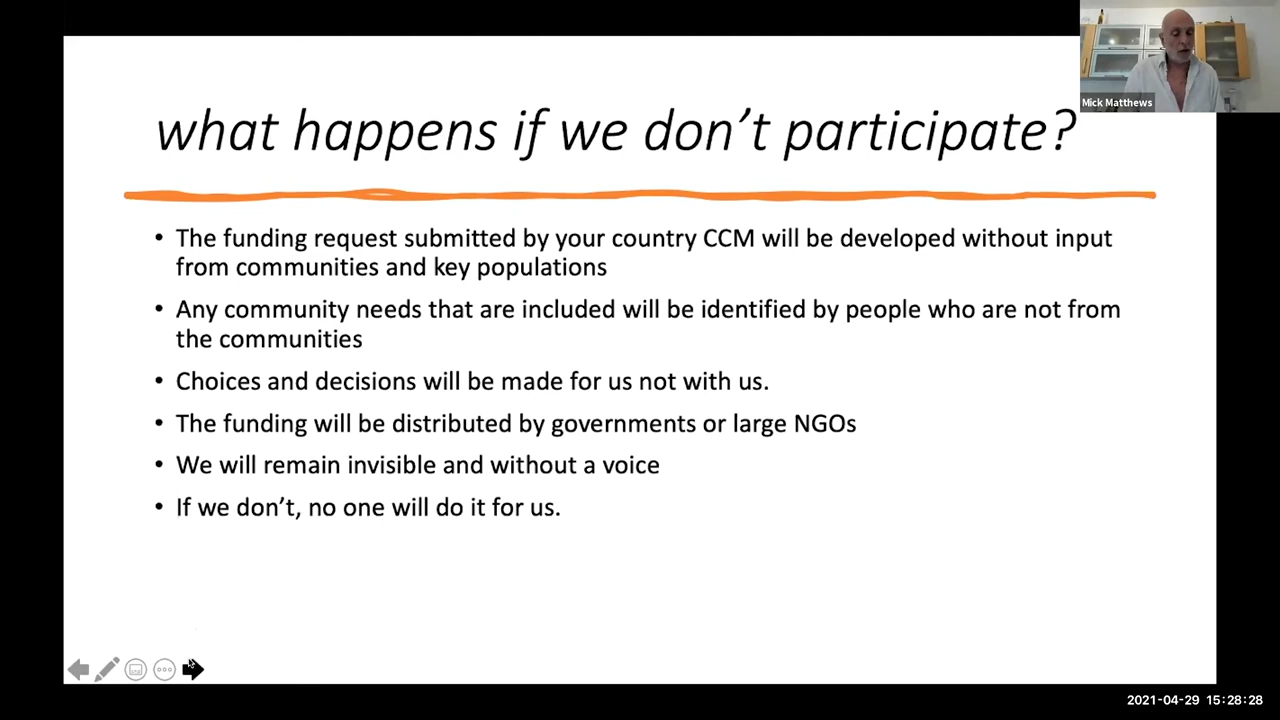 Mick Matthews
what happens if we don’t participate?
• The funding request submitted by your country CCM will be developed without input
from communities and key populations
• Any community needs that are included will be identified by people who are not from
the communities
• Choices and decisions will be made for us not with us.
• The funding will be distributed by governments or large NGOs
• We will remain invisible and without a voice
• If we don’t, no one will do it for us.
2021-04-29 15:28:28